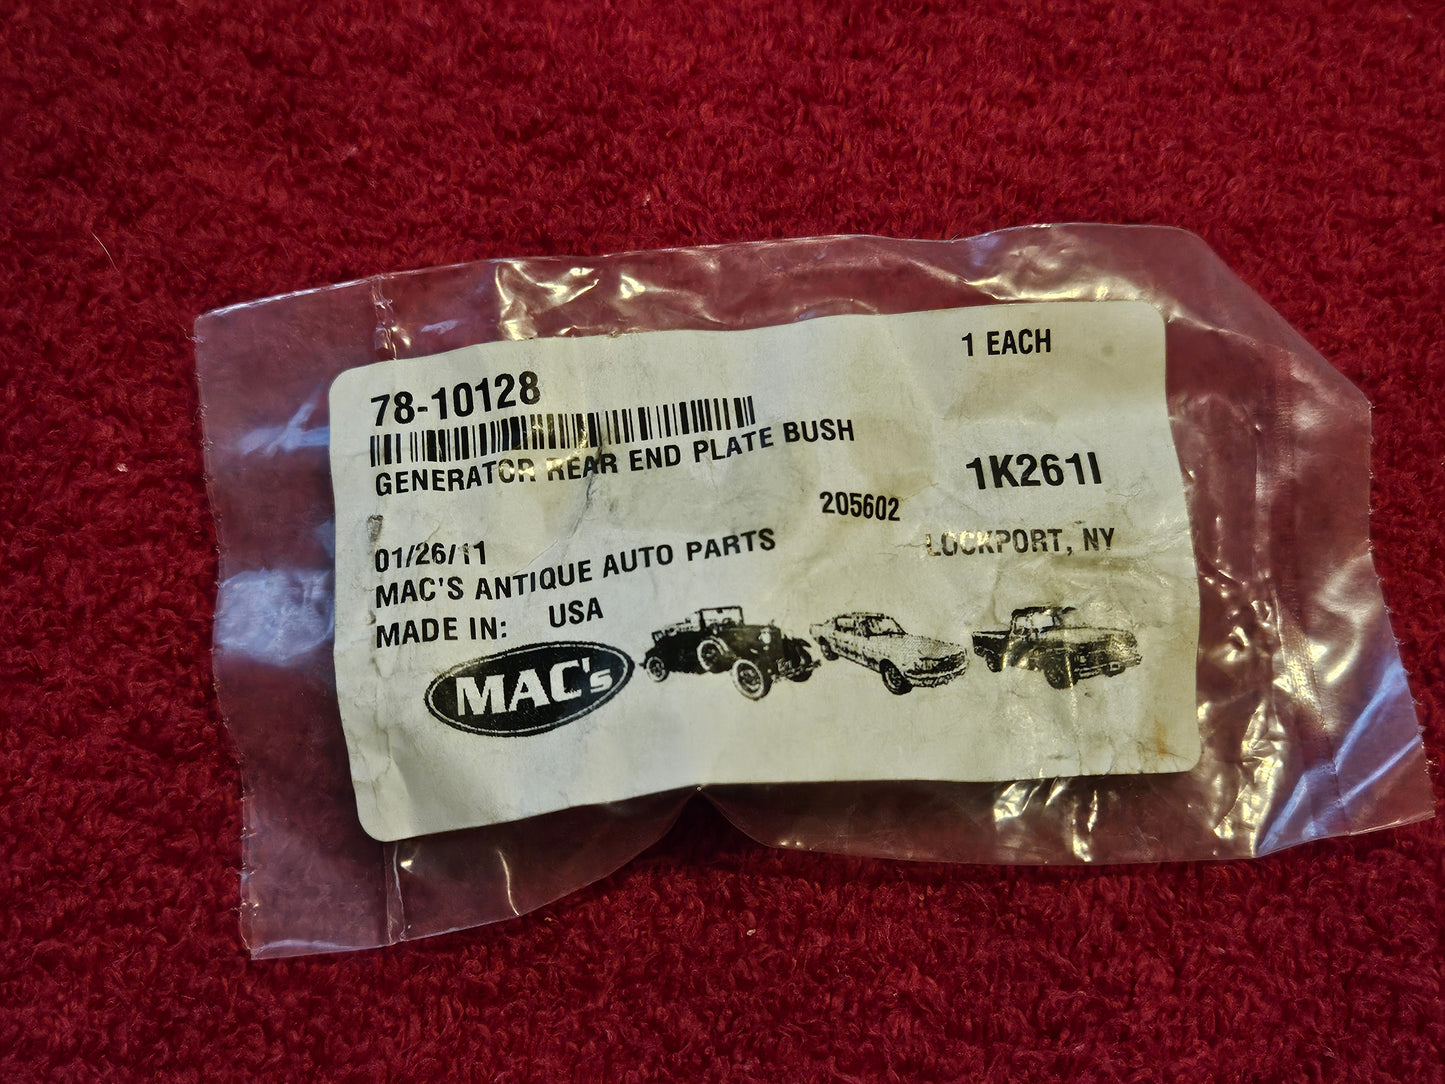 78-10128
1 EACH
GENERATOR REAR END PLATE BUSH
1K261I
205602
01/26/11
LOCKPORT, NY
MAC'S ANTIQUE AUTO PARTS
MADE IN: USA
MAC's